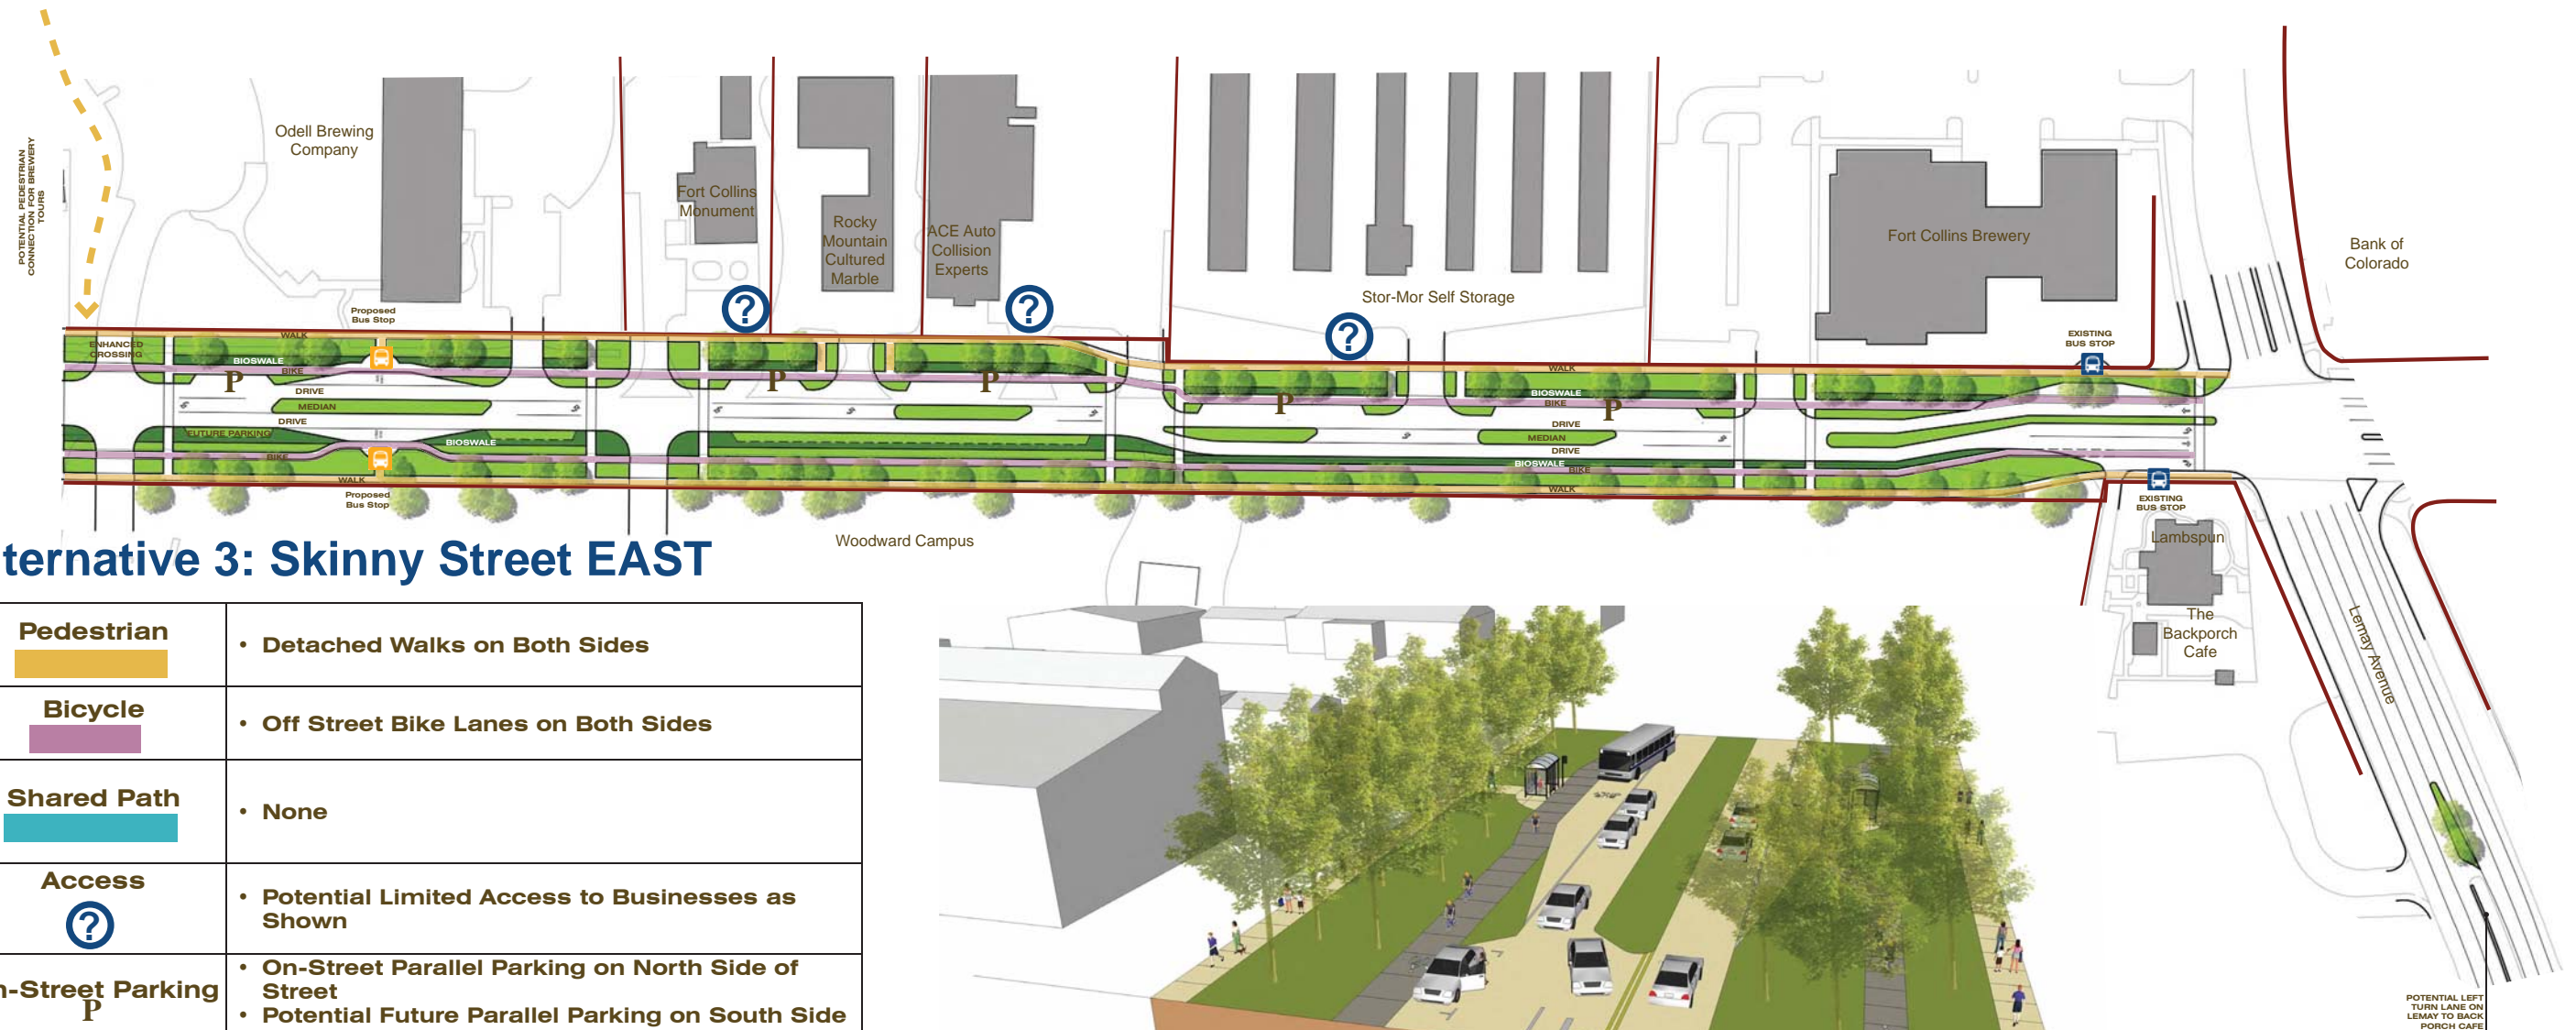 POTENTIAL PEDESTRIAN
CONNECTION FOR BREWERY
TOURS
Odell Brewing
Company
Fort Collins
Monument
Rocky
Mountain
Cultured
Marble
ACE Auto
Collision
Experts
Stor-Mor Self Storage
Fort Collins Brewery
Bank of
Colorado
?
?
?
Proposed
Bus Stop
EXISTING
BUS STOP
WALK
WALK
ENHANCED
CROSSING
BIOSWALE
BIKE
BIOSWALE
BIKE
P
P
P
P
P
DRIVE
MEDIAN
DRIVE
DRIVE
MEDIAN
DRIVE
FUTURE PARKING
BIOSWALE
BIKE
BIOSWALE
BIKE
WALK
WALK
Proposed
Bus Stop
EXISTING
BUS STOP
Woodward Campus
Lambspun
The
Backporch
Cafe
Lemay Avenue
POTENTIAL LEFT
TURN LANE ON
LEMAY TO BACK
PORCH CAFE
ternative 3: Skinny Street EAST
Pedestrian
• Detached Walks on Both Sides
Bicycle
• Off Street Bike Lanes on Both Sides
Shared Path
• None
Access
?
• Potential Limited Access to Businesses as
Shown
n-Street Parking
P
• On-Street Parallel Parking on North Side of
Street
• Potential Future Parallel Parking on South Side